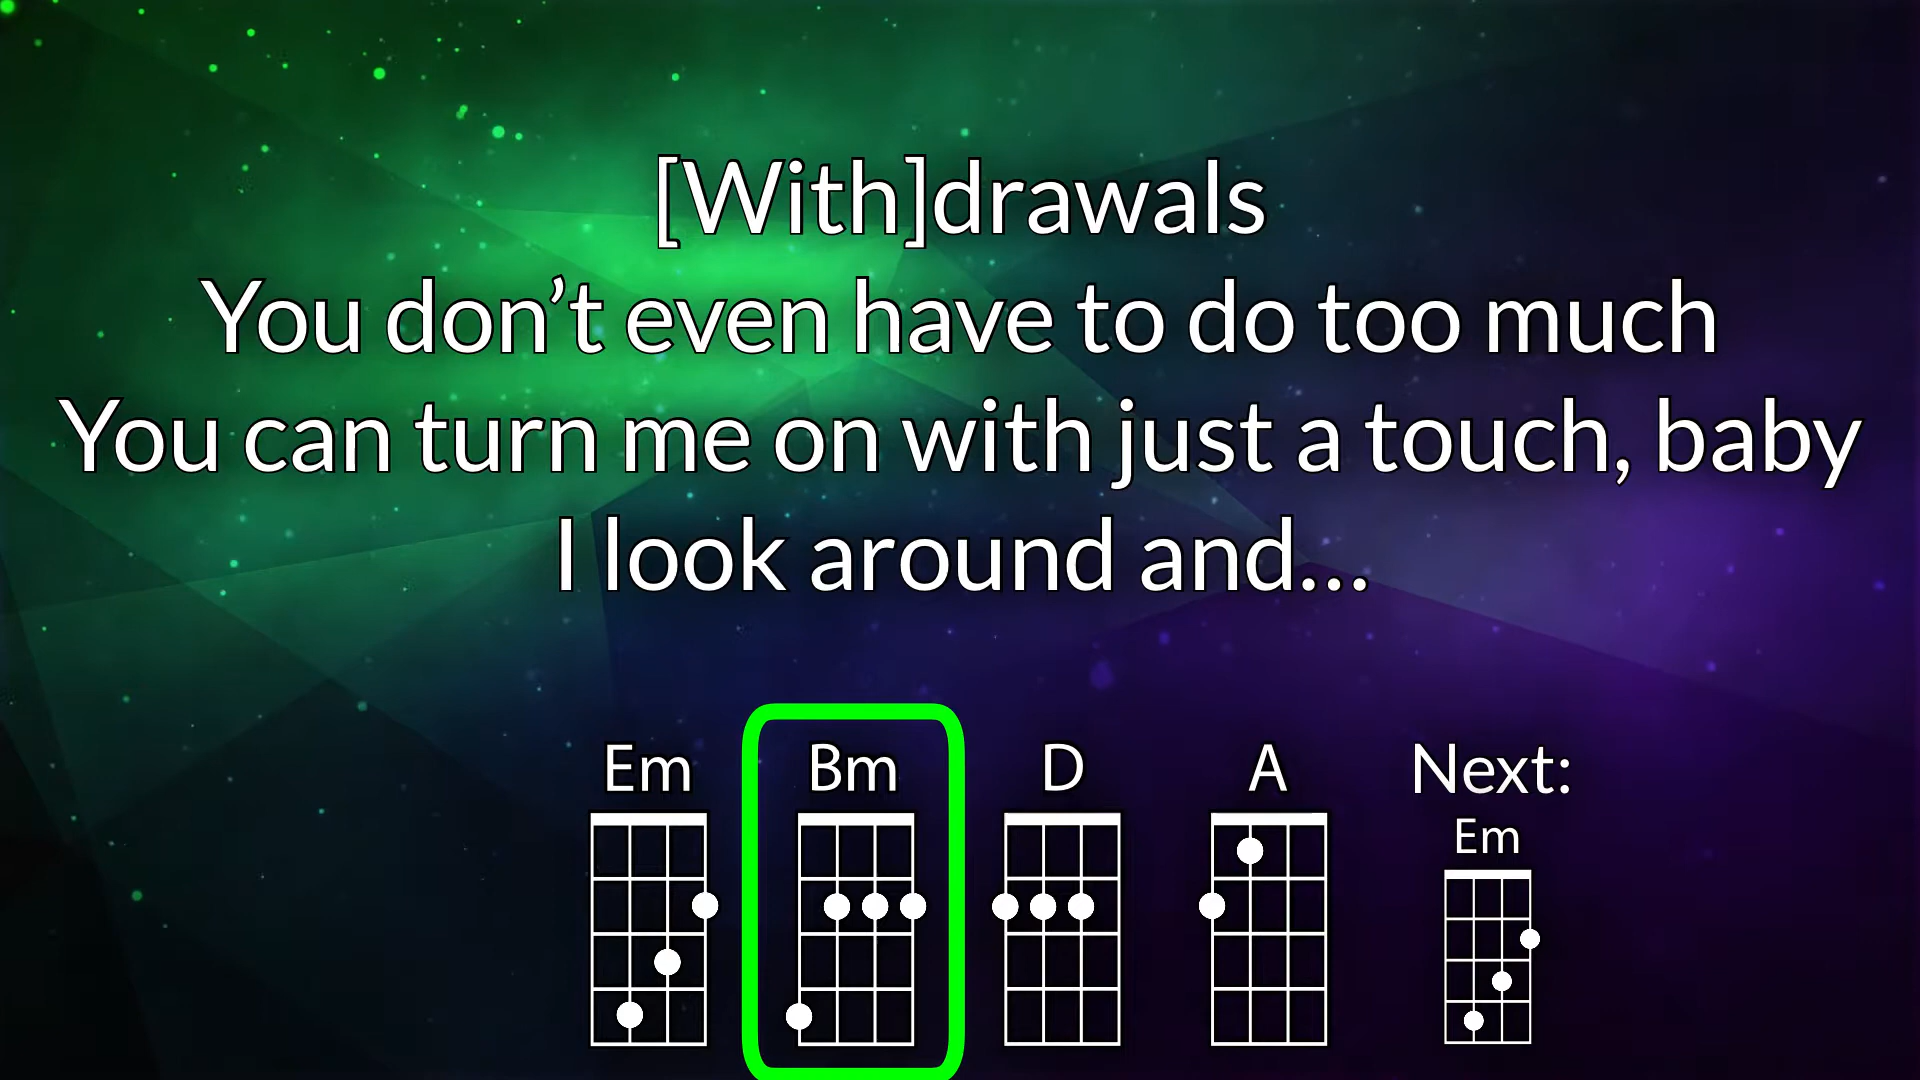 [With]drawals
You don’t even have to do too much
You can turn me on with just a touch, baby
I look around and...
Em Bm D A Next:
Em